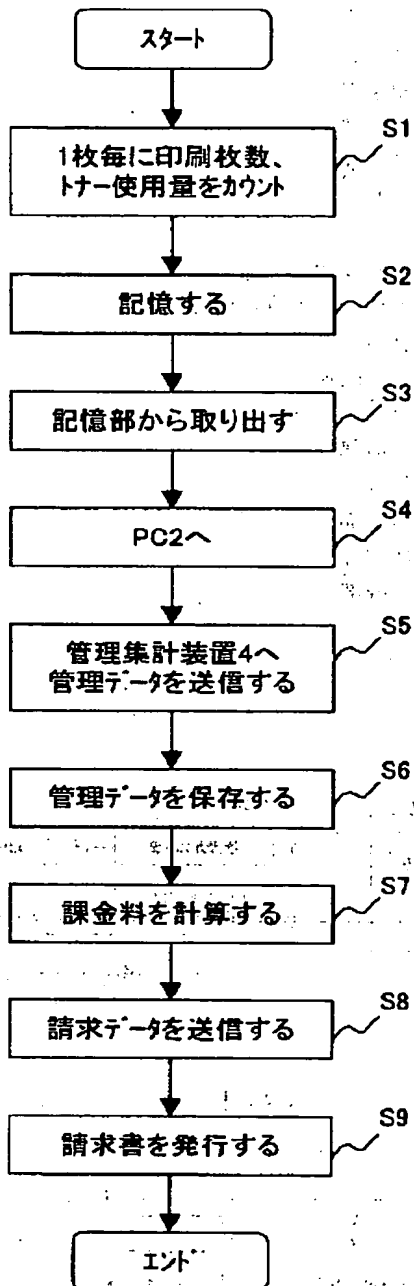 スタート
S1
1枚毎に印刷枚数、
トナー使用量をカウント
S2
記憶する
S3
記憶部から取り出す
S4
PC2へ
S5
管理集計装置4へ
管理データを送信する
S6
管理データを保存する
S7
課金料を計算する
S8
請求データを送信する
S9
請求書を発行する
エンド